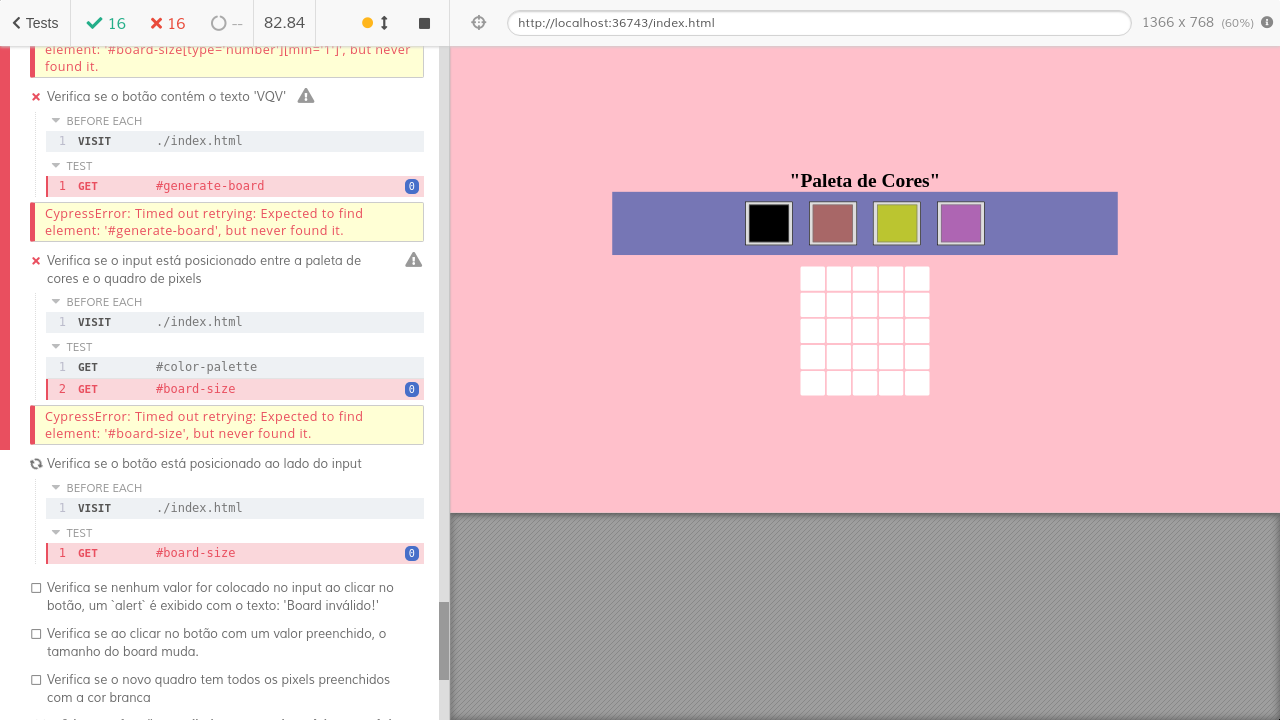 Tests
16
16
--
82.84
http://localhost:36743/index.html
1366 x 768 (60%)
element: '#board-size[type='number'][min='1']', but never
found it.
Verifica se o botão contém o texto 'VQV'
BEFORE EACH
1 VISIT ./index.html
TEST
1 GET #generate-board 0
CypressError: Timed out retrying: Expected to find
element: '#generate-board', but never found it.
Verifica se o input está posicionado entre a paleta de
cores e o quadro de pixels
BEFORE EACH
1 VISIT ./index.html
TEST
1 GET #color-palette
2 GET #board-size 0
CypressError: Timed out retrying: Expected to find
element: '#board-size', but never found it.
Verifica se o botão está posicionado ao lado do input
BEFORE EACH
1 VISIT ./index.html
TEST
1 GET #board-size 0
Verifica se nenhum valor for colocado no input ao clicar no
botão, um `alert` é exibido com o texto: 'Board inválido!'
Verifica se ao clicar no botão com um valor preenchido, o
tamanho do board muda.
Verifica se o novo quadro tem todos os pixels preenchidos
com a cor branca
"Paleta de Cores"